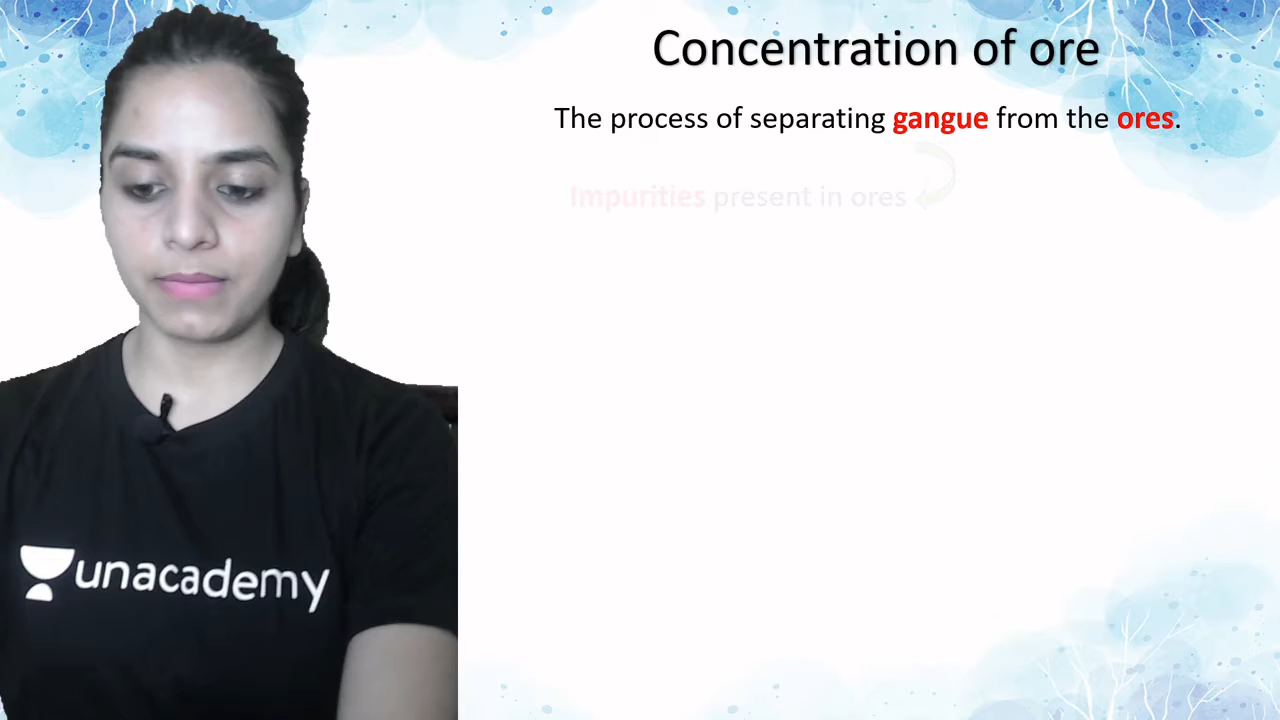 Concentration of ore
The process of separating gangue from the ores.
Impurities present in ores
unacademy